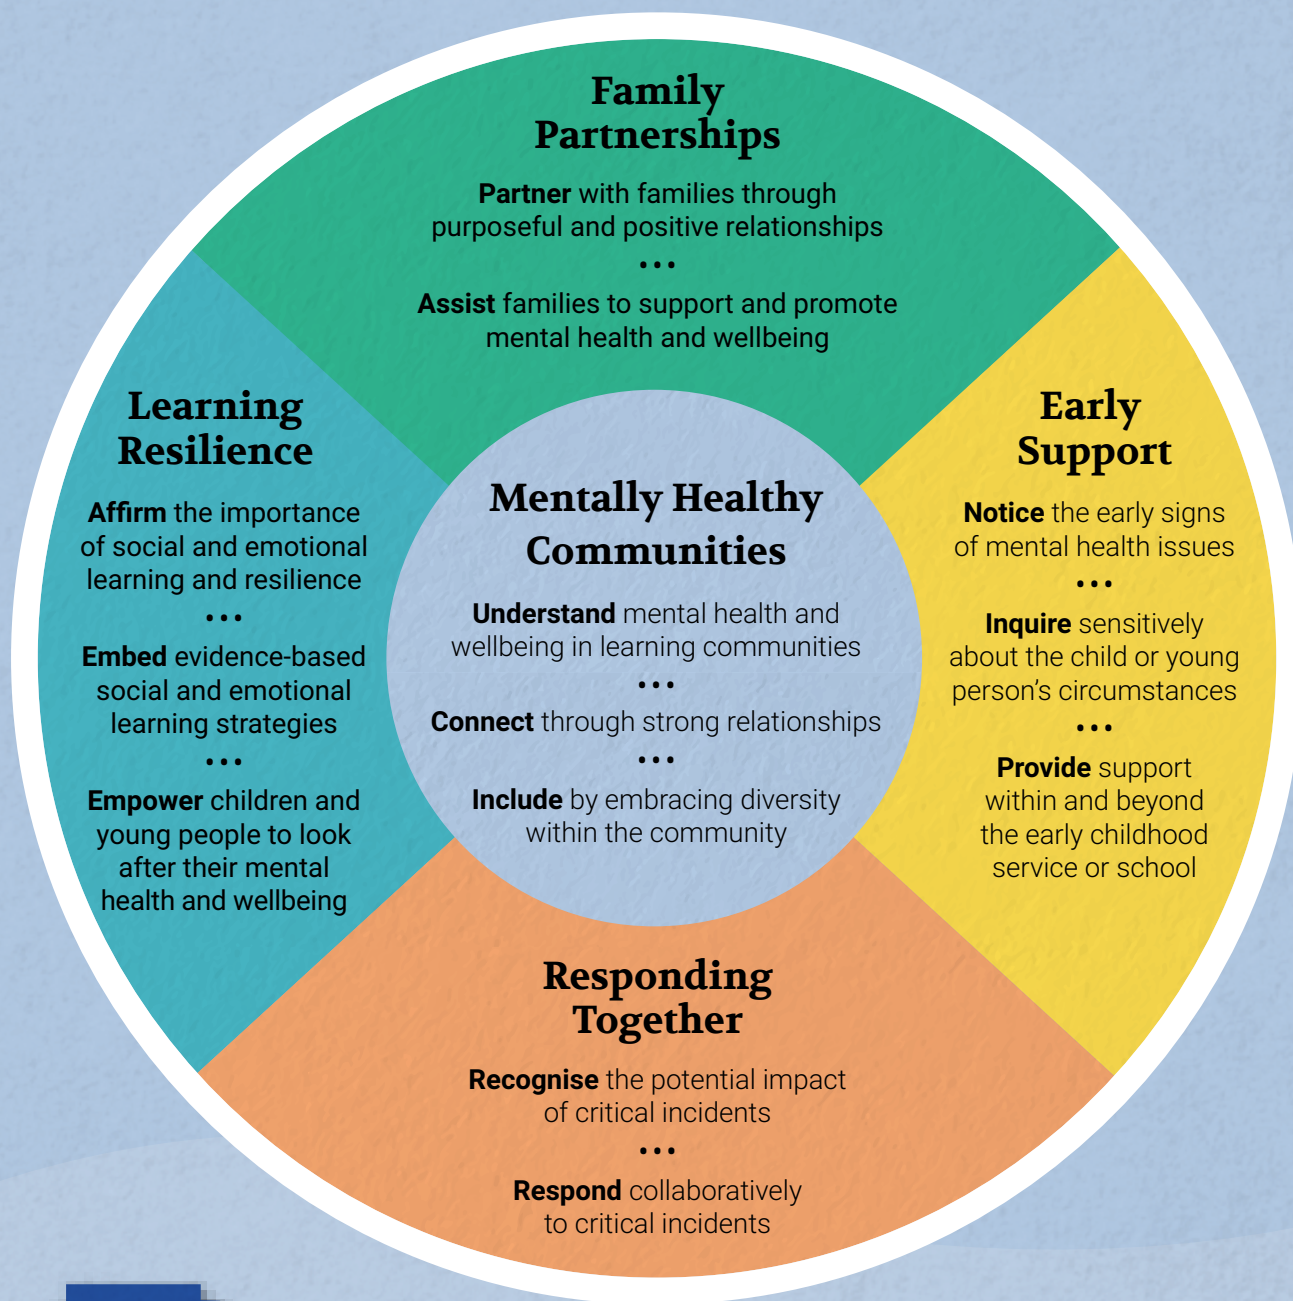 Family
Partnerships
Partner with families through
purposeful and positive relationships
...
Assist families to support and promote
mental health and wellbeing
Learning
Resilience
Affirm the importance
of social and emotional
learning and resilience
...
Embed evidence-based
social and emotional
learning strategies
...
Empower children and
young people to look
after their mental
health and wellbeing
Mentally Healthy
Communities
Understand mental health and
wellbeing in learning communities
...
Connect through strong relationships
...
Include by embracing diversity
within the community
Early
Support
Notice the early signs
of mental health issues
...
Inquire sensitively
about the child or young
person's circumstances
...
Provide support
within and beyond
the early childhood
service or school
Responding
Together
Recognise the potential impact
of critical incidents
...
Respond collaboratively
to critical incidents